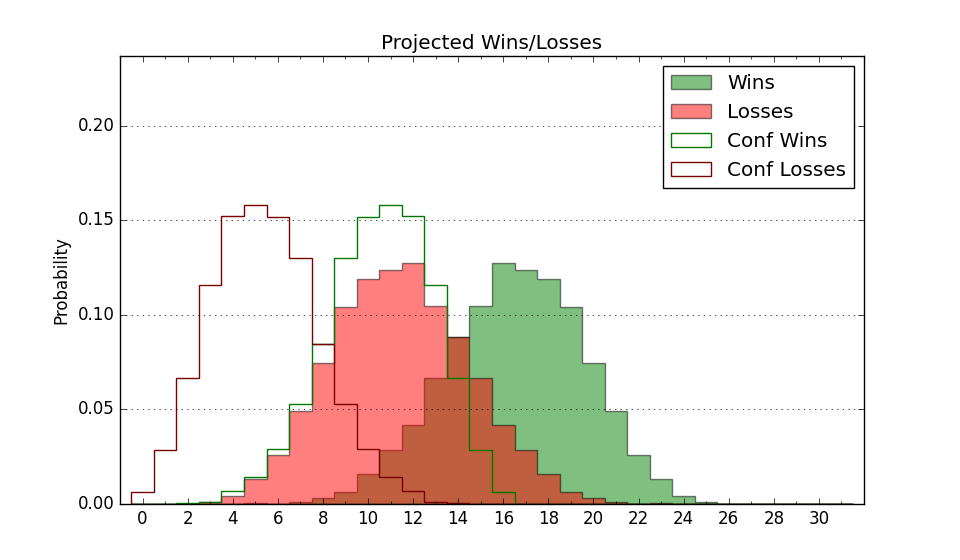 Projected Wins/Losses
Wins
Losses
Conf Wins
Conf Losses
Probability
0.20
0.15
0.10
0.05
0.00
0 2 4 6 8 10 12 14 16 18 20 22 24 26 28 30